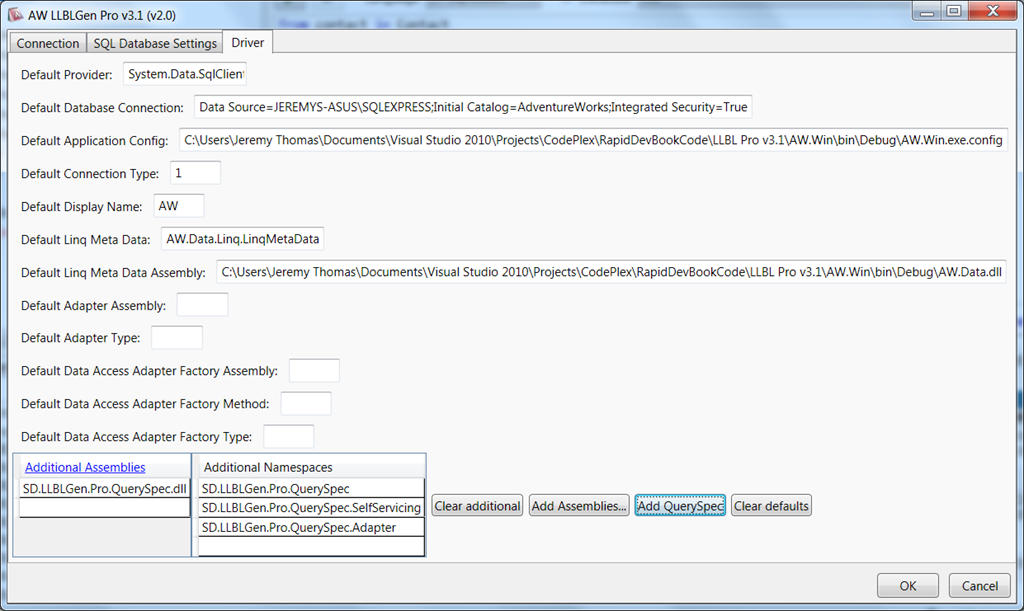 AW LLBLGen Pro v3.1 (v2.0)
from contact in Contact
Connection SQL Database Settings Driver
Default Provider: System.Data.SqlClient
Default Database Connection: Data Source=JEREMYS-ASUS\SQLEXPRESS;Initial Catalog=AdventureWorks;Integrated Security=True
Default Application Config: C:\Users\Jeremy Thomas\Documents\Visual Studio 2010\Projects\CodePlex\RapidDevBookCode\LLBL Pro v3.1\AW.Win\bin\Debug\AW.Win.exe.config
Default Connection Type: 1
Default Display Name: AW
Default Linq Meta Data: AW.Data.Linq.LinqMetaData
Default Linq Meta Data Assembly: C:\Users\Jeremy Thomas\Documents\Visual Studio 2010\Projects\CodePlex\RapidDevBookCode\LLBL Pro v3.1\AW.Win\bin\Debug\AW.Data.dll
Default Adapter Assembly:
Default Adapter Type:
Default Data Access Adapter Factory Assembly:
Default Data Access Adapter Factory Method:
Default Data Access Adapter Factory Type:
Additional Assemblies Additional Namespaces
SD.LLBLGen.Pro.QuerySpec.dll SD.LLBLGen.Pro.QuerySpec
SD.LLBLGen.Pro.QuerySpec.SelfServicing
SD.LLBLGen.Pro.QuerySpec.Adapter
Clear additional Add Assemblies... Add QuerySpec Clear defaults
OK Cancel